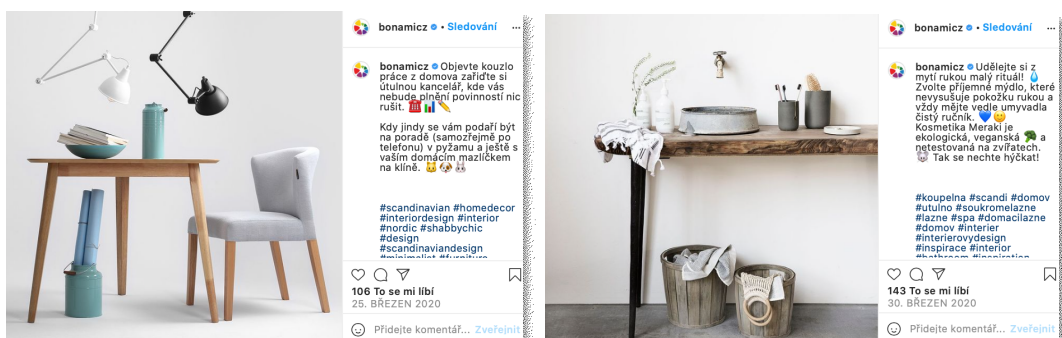 bonamicz • Sledování ...
bonamicz Objevte kouzlo
práce z domova zařiďte si
útulnou kancelář, kde vás
nebude plnění povinností nic
rušit. ☎️📊✏️
Kdy jindy se vám podaří být
na poradě (samozřejmě po
telefonu) v pyžamu a ještě s
vaším domácím mazlíčkem
na klíně. 🐱🐶🐰
#scandinavian #homedecor
#interiordesign #interior
#nordic #shabbychic
#design
#scandinaviandesign
#minimalist #furniture
106 To se mi líbí
25. BŘEZEN 2020
Přidejte komentář... Zveřejnit
bonamicz • Sledování ...
bonamicz Udělejte si z
mytí rukou malý rituál! 💧
Zvolte příjemné mýdlo, které
nevysušuje pokožku rukou a
vždy mějte vedle umyvadla
čistý ručník. 💙🙂
Kosmetika Meraki je
ekologická, veganská 🥦 a
netestovaná na zvířatech.
🐭 Tak se nechte hýčkat!
#koupelna #scandi #domov
#utulno #soukromelazne
#lazne #spa #domacilazne
#domov #interier
#interierovydesign
#inspirace #interior
#bathroom #inspiration
143 To se mi líbí
30. BŘEZEN 2020
Přidejte komentář... Zveřejnit